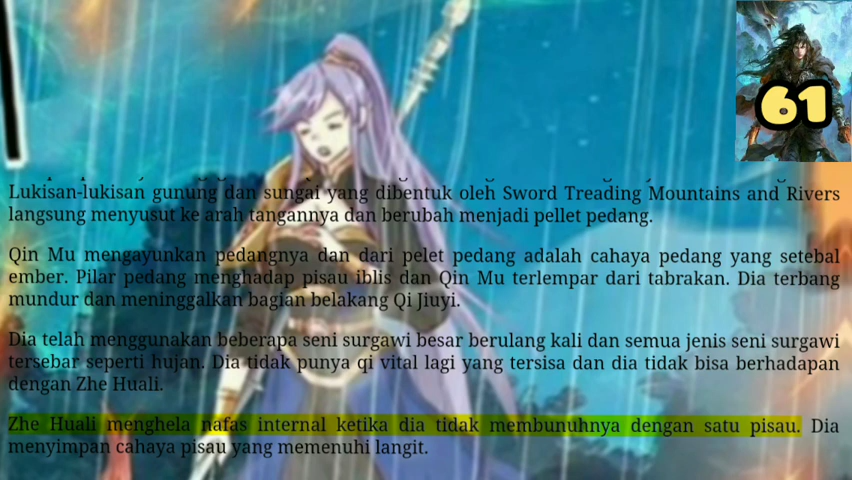 61
Lukisan-lukisan gunung dan sungai yang dibentuk oleh Sword Treading Mountains and Rivers
langsung menyusut ke arah tangannya dan berubah menjadi pellet pedang.
Qin Mu mengayunkan pedangnya dan dari pelet pedang adalah cahaya pedang yang setebal
ember. Pilar pedang menghadap pisau iblis dan Qin Mu terlempar dari tabrakan. Dia terbang
mundur dan meninggalkan bagian belakang Qi Jiuyi.
Dia telah menggunakan beberapa seni surgawi besar berulang kali dan semua jenis seni surgawi
tersebar seperti hujan. Dia tidak punya qi vital lagi yang tersisa dan dia tidak bisa berhadapan
dengan Zhe Huali.
Zhe Huali menghela nafas internal ketika dia tidak membunuhnya dengan satu pisau. Dia
menyimpan cahaya pisau yang memenuhi langit.